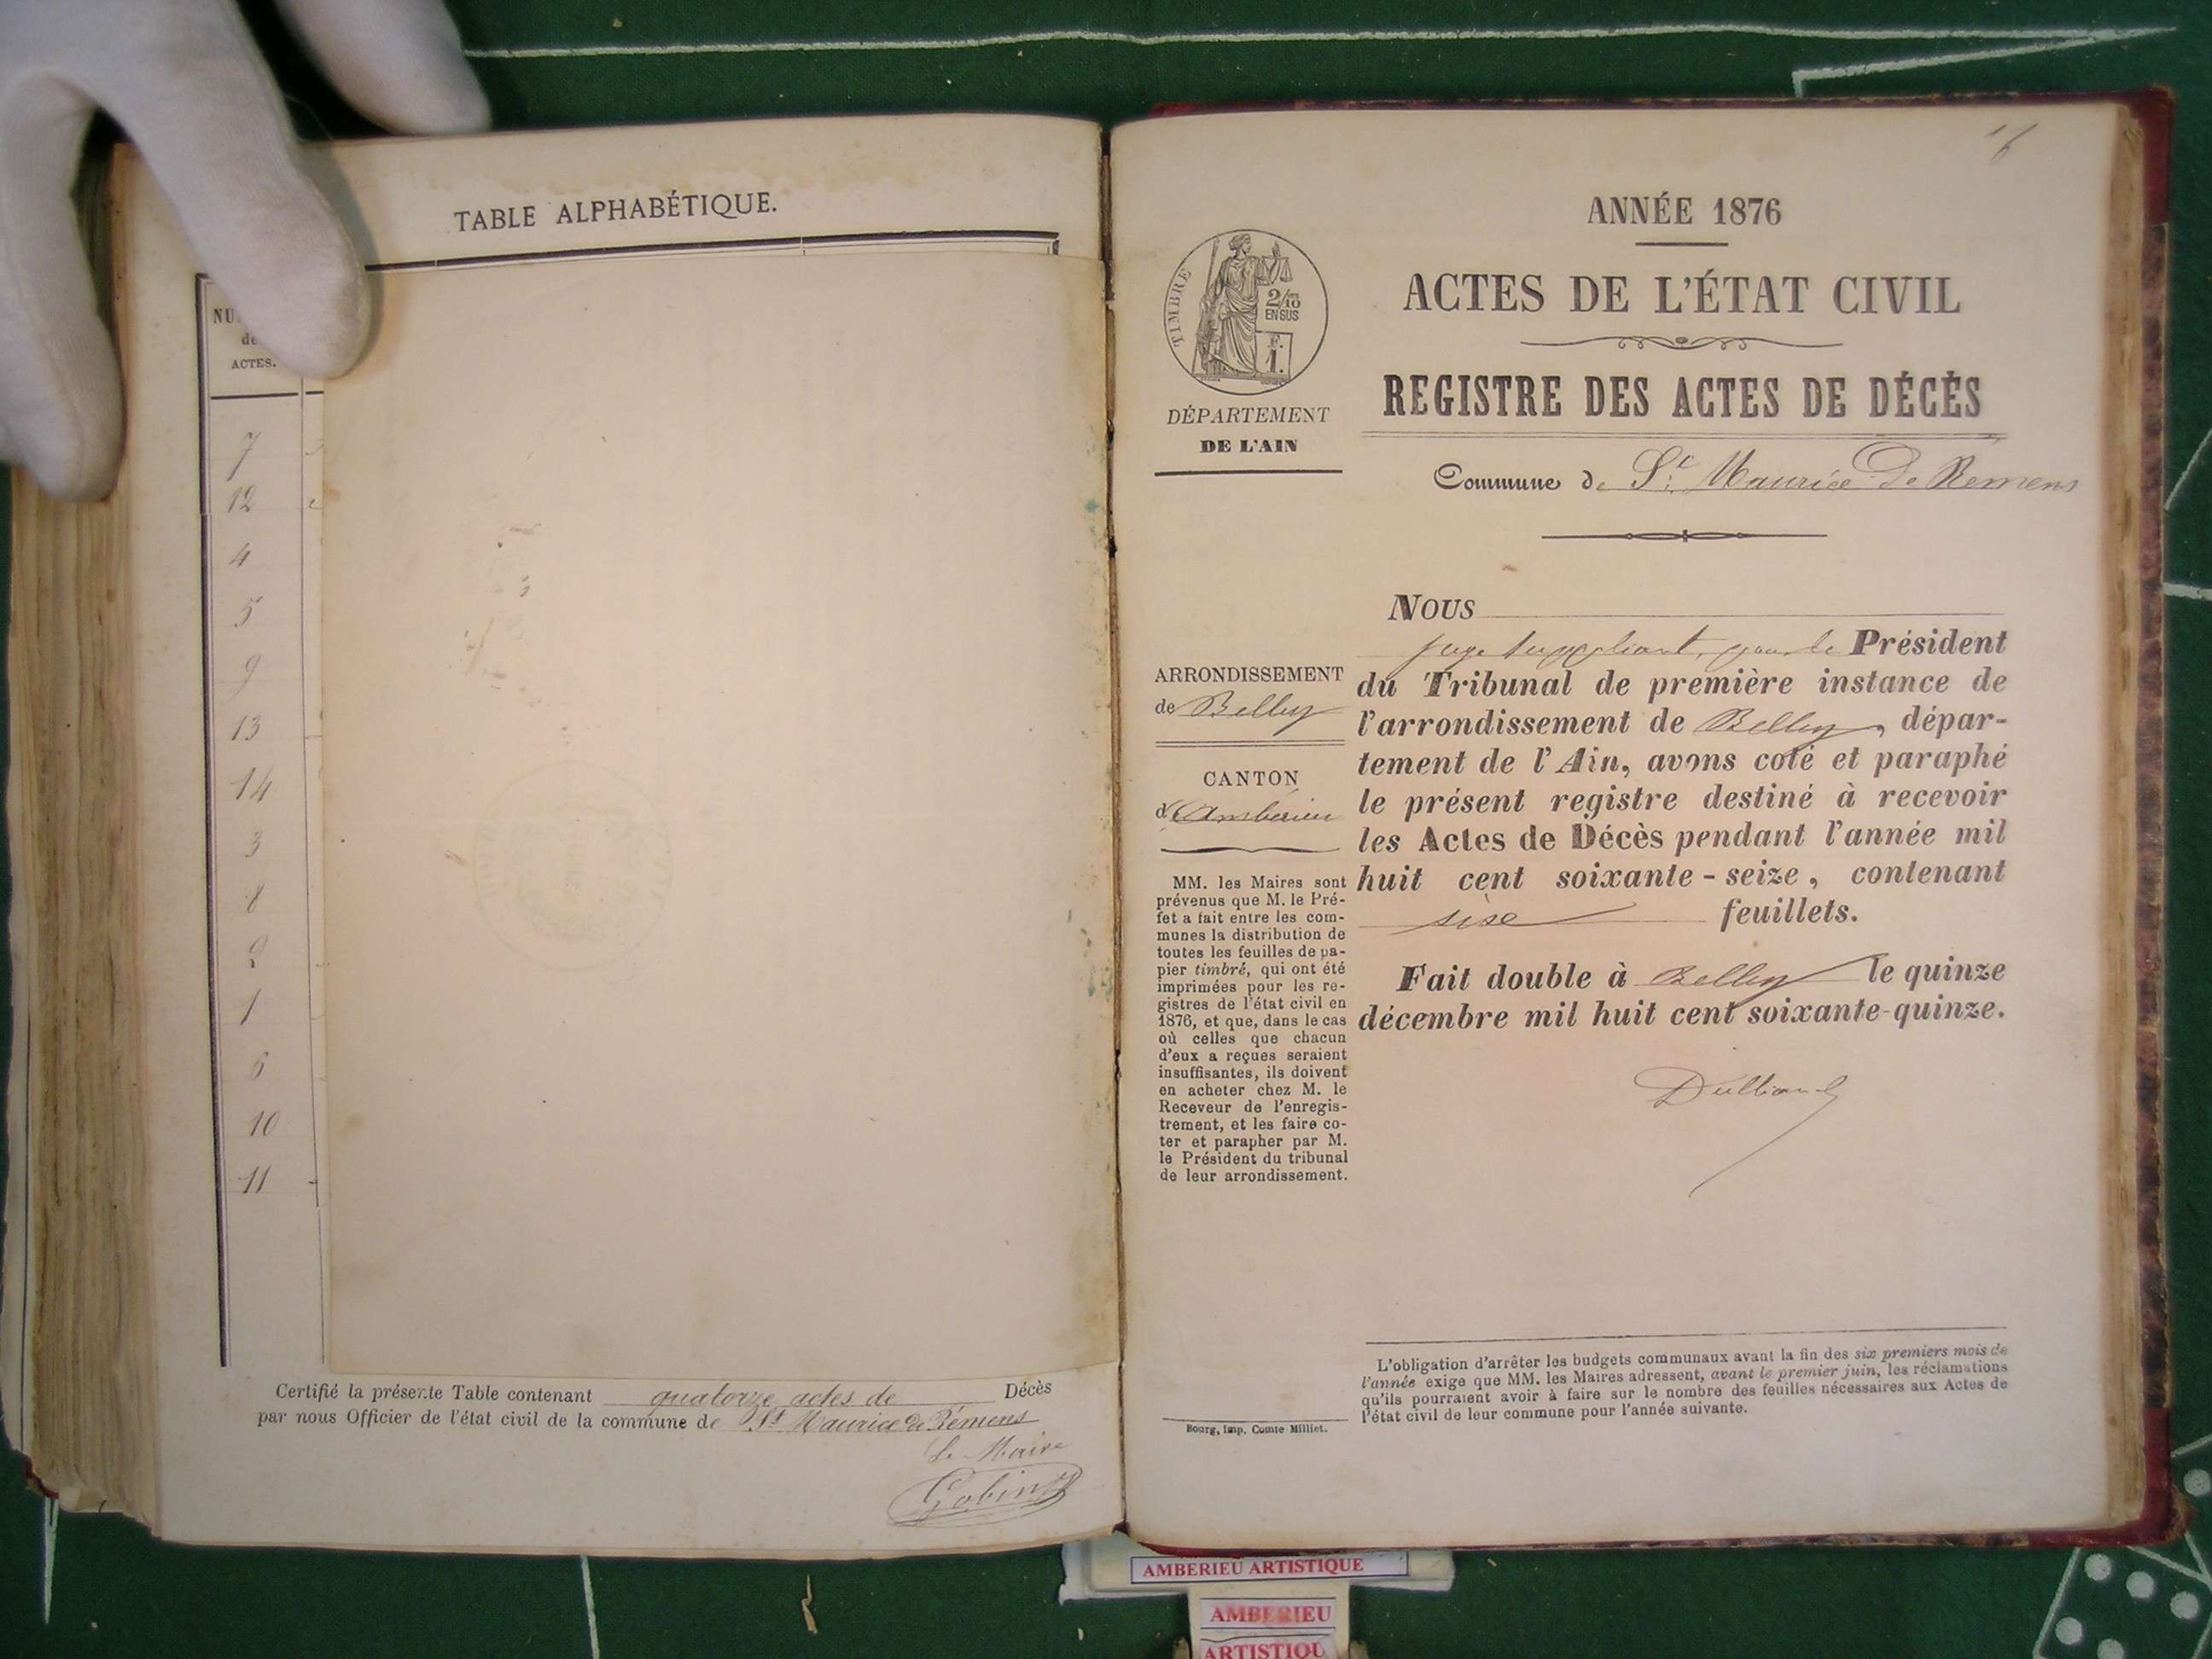 TABLE ALPHABÉTIQUE.
ACTES.
7
12
4
5
9
13
14
3
8
2
1
6
10
11
Certifié la présente Table contenant quatorze actes de Décès
par nous Officier de l'état civil de la commune de St Maurice de Rémens
Le Maire
Gobin
ANNÉE 1876
ACTES DE L'ÉTAT CIVIL
REGISTRE DES ACTES DE DÉCÈS
Commune de St Maurice De Rémens
TIMBRE
2/10
EN SUS
F.
1.
DÉPARTEMENT
DE L'AIN
ARRONDISSEMENT
de Belley
CANTON
d'Ambérieu
MM. les Maires sont
prévenus que M. le Pré-
fet a fait entre les com-
munes la distribution de
toutes les feuilles de pa-
pier timbré, qui ont été
imprimées pour les re-
gistres de l'état civil en
1876, et que, dans le cas
où celles que chacun
d'eux a reçues seraient
insuffisantes, ils doivent
en acheter chez M. le
Receveur de l'enregis-
trement, et les faire co-
ter et parapher par M.
le Président du tribunal
de leur arrondissement.
Bourg, Imp. Comte-Milliet.
NOUS
juge suppléant, pour le Président
du Tribunal de première instance de
l'arrondissement de Belley, dépar-
tement de l'Ain, avons coté et paraphé
le présent registre destiné à recevoir
les Actes de Décès pendant l'année mil
huit cent soixante-seize, contenant
sise feuillets.
Fait double à Belley le quinze
décembre mil huit cent soixante-quinze.
Dulliand
L'obligation d'arrêter les budgets communaux avant la fin des six premiers mois de
l'année exige que MM. les Maires adressent, avant le premier juin, les réclamations
qu'ils pourraient avoir à faire sur le nombre des feuilles nécessaires aux Actes de
l'état civil de leur commune pour l'année suivante.
AMBERIEU ARTISTIQUE
AMBERIEU
ARTISTIQU